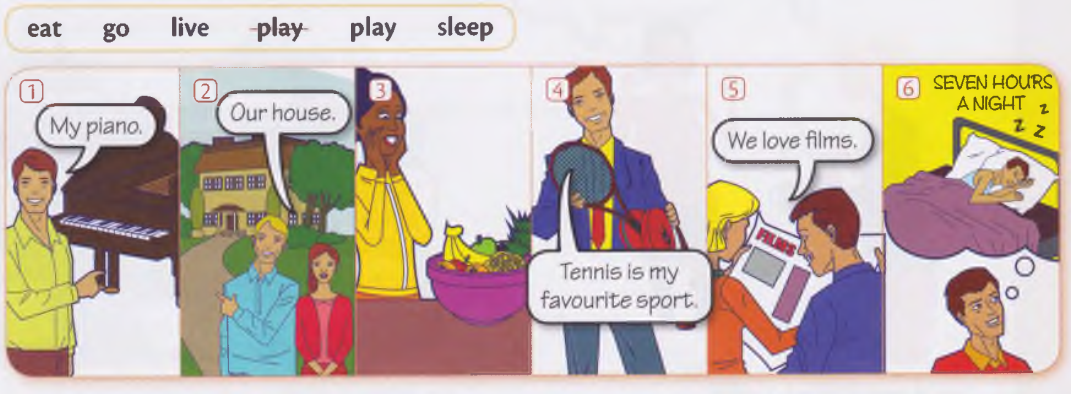 eat go live play play sleep
1
My piano.
2
Our house.
3
4
Tennis is my
favourite sport.
5
We love films.
FILMS
6
SEVEN HOURS
A NIGHT
z
z z